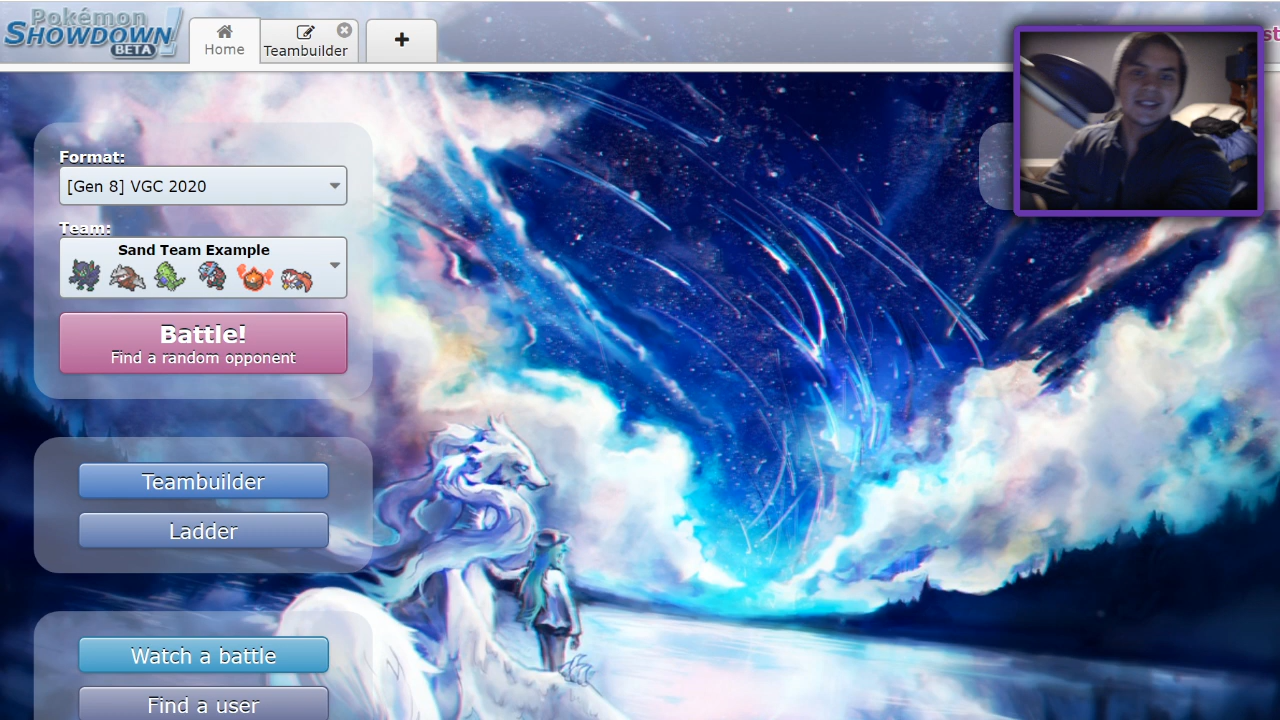 Pokémon
SHOWDOWN!
BETA
Home
Teambuilder
st
Format:
[Gen 8] VGC 2020
Team:
Sand Team Example
Battle!
Find a random opponent
Teambuilder
Ladder
Watch a battle
Find a user